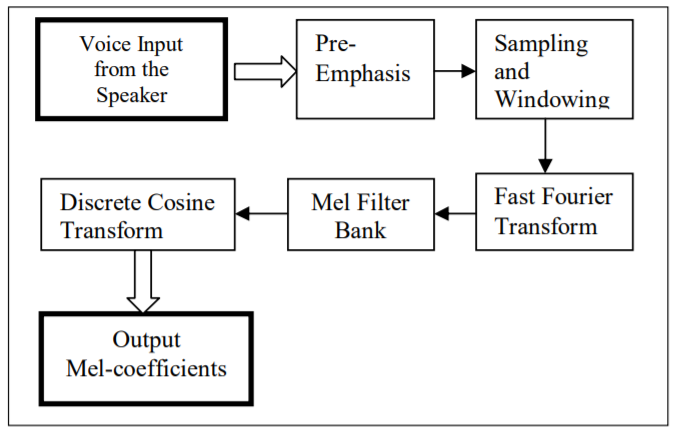 Voice Input
from the
Speaker
Pre-
Emphasis
Sampling
and
Windowing
Fast Fourier
Transform
Mel Filter
Bank
Discrete Cosine
Transform
Output
Mel-coefficients